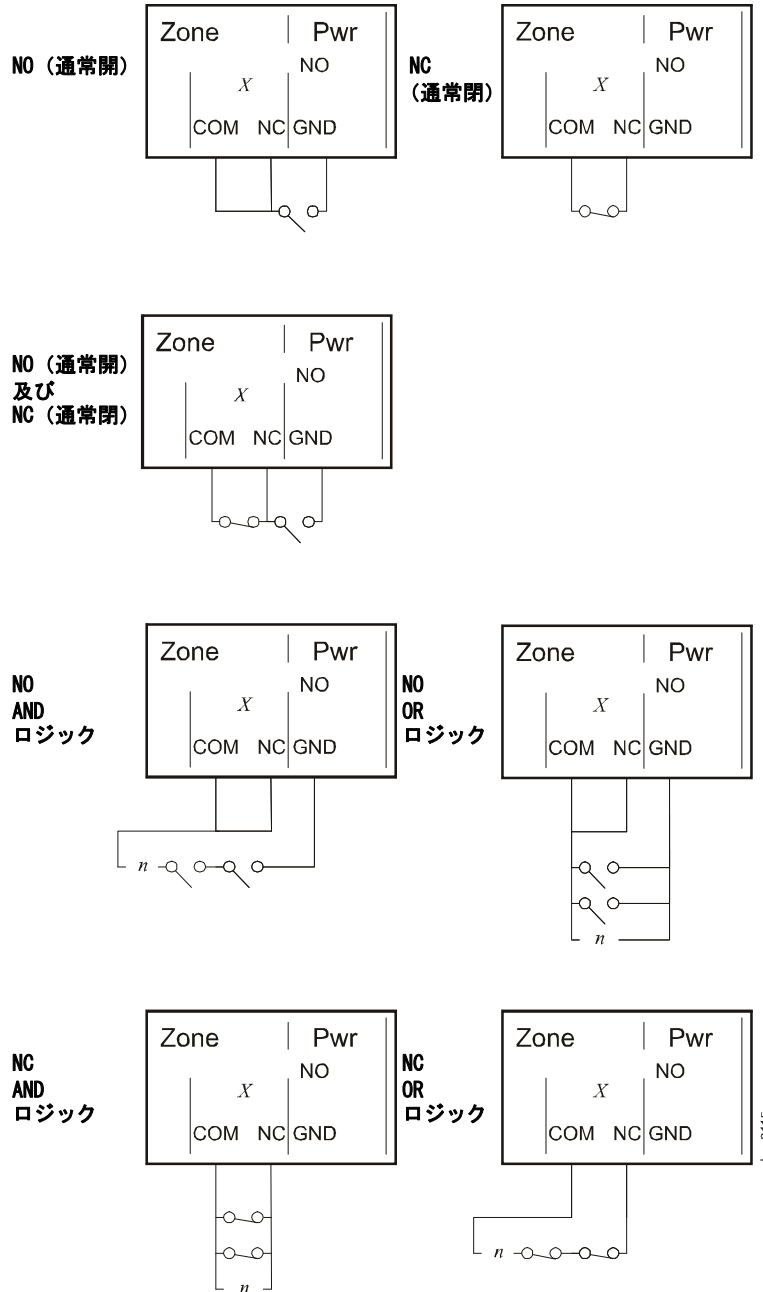 NO（通常開）
Zone Pwr
NO
X
COM NC GND
NC
（通常閉）
Zone Pwr
NO
X
COM NC GND
NO（通常開）
及び
NC（通常閉）
Zone Pwr
NO
X
COM NC GND
NO
AND
ロジック
Zone Pwr
NO
X
COM NC GND
n
NO
OR
ロジック
Zone Pwr
NO
X
COM NC GND
n
NC
AND
ロジック
Zone Pwr
NO
X
COM NC GND
n
NC
OR
ロジック
Zone Pwr
NO
X
COM NC GND
n